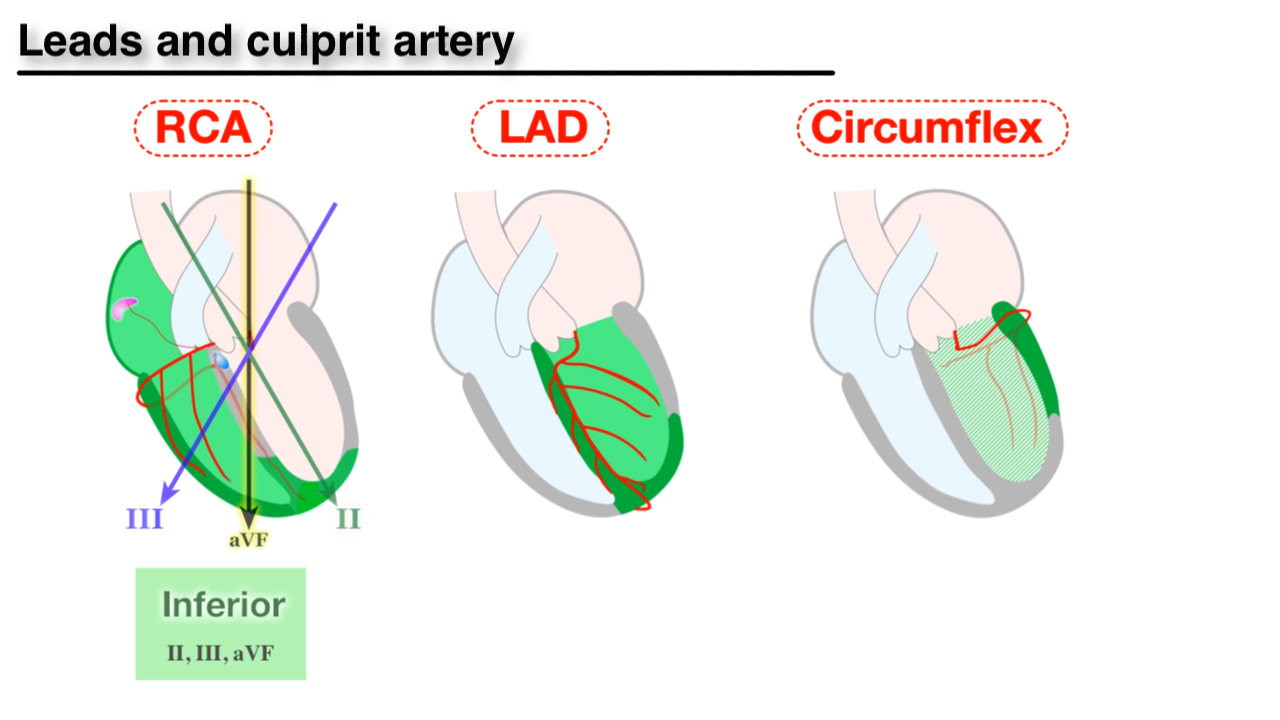 Leads and culprit artery
RCA
LAD
Circumflex
III
II
aVF
Inferior
II, III, aVF